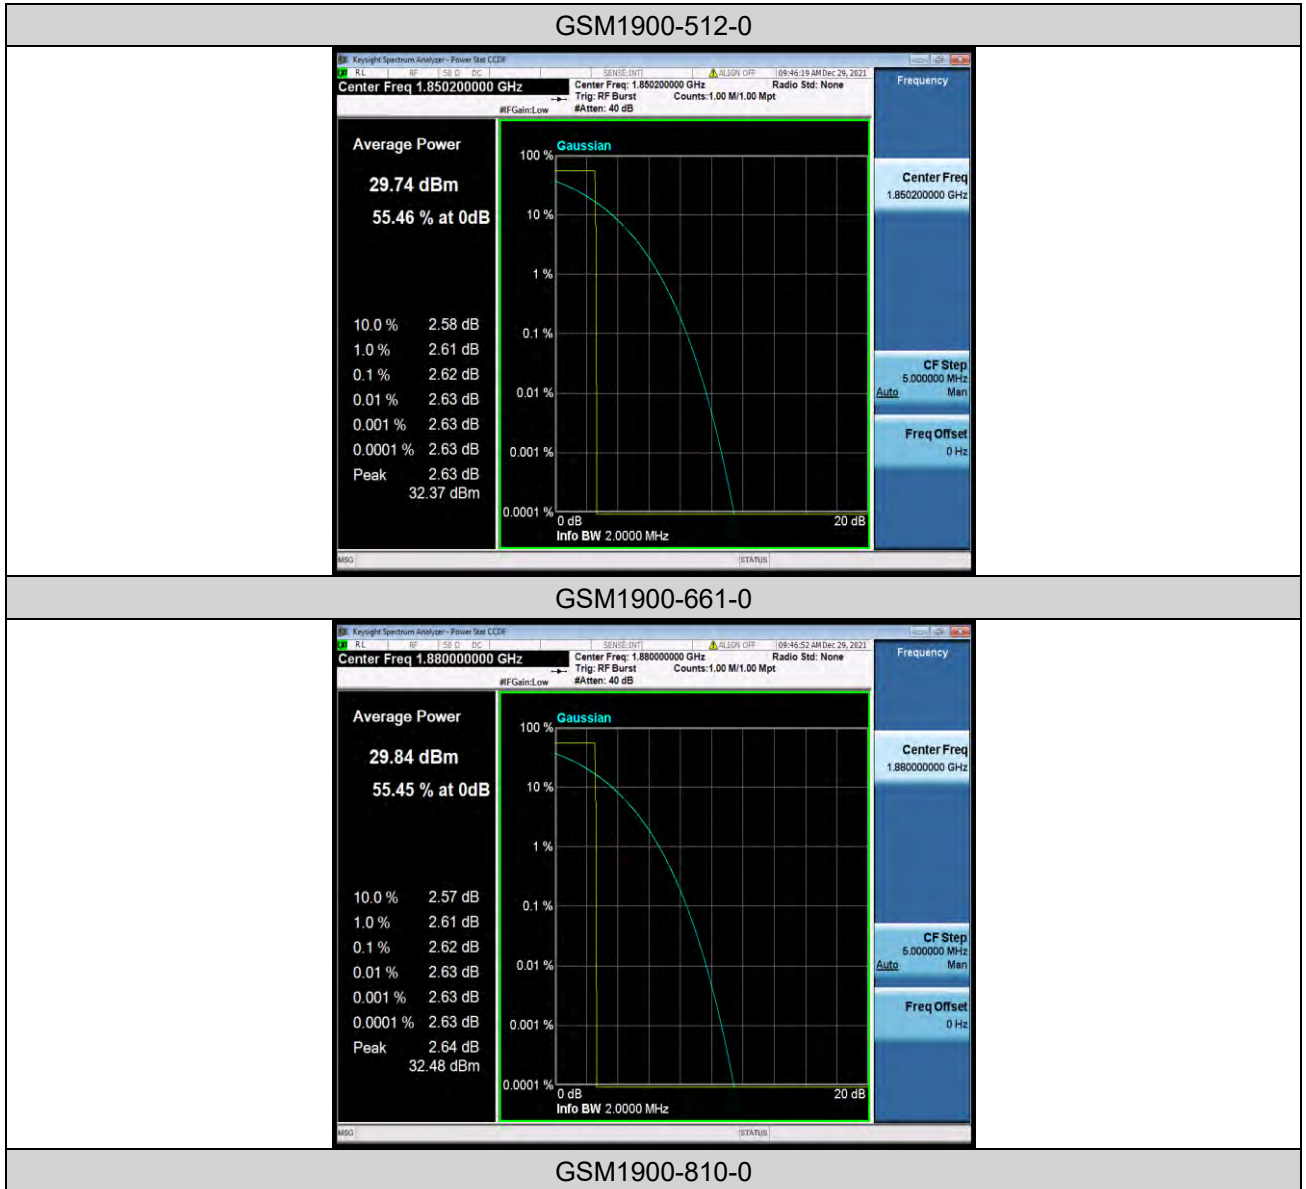 GSM1900-512-0
Keysight Spectrum Analyzer - Power Stat CCDF
RL RF 50 Ω DC SENSE:INT ALIGN OFF 09:46:19 AM Dec 29, 2021
Center Freq 1.850200000 GHz
Center Freq: 1.850200000 GHz Radio Std: None
Trig: RF Burst Counts:1.00 M/1.00 Mpt
#IFGain:Low #Atten: 40 dB
Frequency
Average Power
29.74 dBm
55.46 % at 0dB
10.0 % 2.58 dB
1.0 % 2.61 dB
0.1 % 2.62 dB
0.01 % 2.63 dB
0.001 % 2.63 dB
0.0001 % 2.63 dB
Peak 2.63 dB
32.37 dBm
Gaussian
100 %
10 %
1 %
0.1 %
0.01 %
0.001 %
0.0001 %
0 dB 20 dB
Info BW 2.0000 MHz
Center Freq
1.850200000 GHz
CF Step
5.000000 MHz
Auto Man
Freq Offset
0 Hz
MSG STATUS
GSM1900-661-0
Keysight Spectrum Analyzer - Power Stat CCDF
RL RF 50 Ω DC SENSE:INT ALIGN OFF 09:46:52 AM Dec 29, 2021
Center Freq 1.880000000 GHz
Center Freq: 1.880000000 GHz Radio Std: None
Trig: RF Burst Counts:1.00 M/1.00 Mpt
#IFGain:Low #Atten: 40 dB
Frequency
Average Power
29.84 dBm
55.45 % at 0dB
10.0 % 2.57 dB
1.0 % 2.61 dB
0.1 % 2.62 dB
0.01 % 2.63 dB
0.001 % 2.63 dB
0.0001 % 2.63 dB
Peak 2.64 dB
32.48 dBm
Gaussian
100 %
10 %
1 %
0.1 %
0.01 %
0.001 %
0.0001 %
0 dB 20 dB
Info BW 2.0000 MHz
Center Freq
1.880000000 GHz
CF Step
5.000000 MHz
Auto Man
Freq Offset
0 Hz
MSG STATUS
GSM1900-810-0